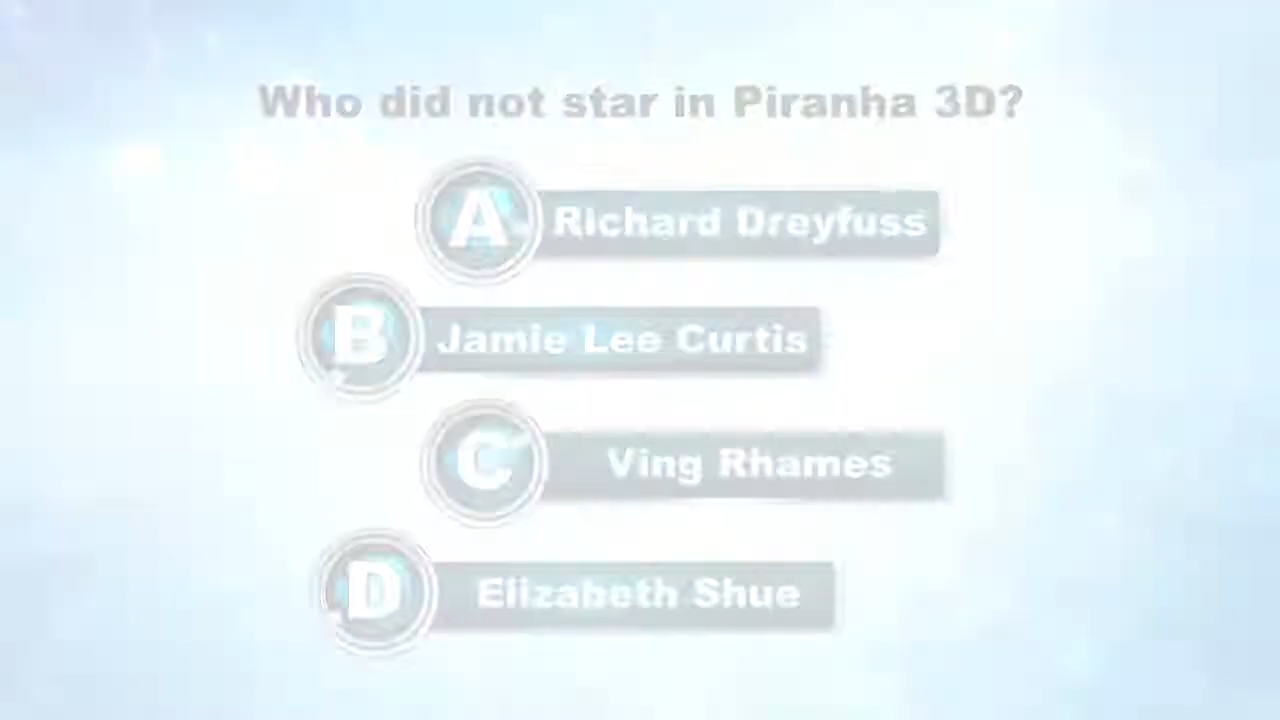 Who did not star in Piranha 3D?
A Richard Dreyfuss
B Jamie Lee Curtis
C Ving Rhames
D Elizabeth Shue